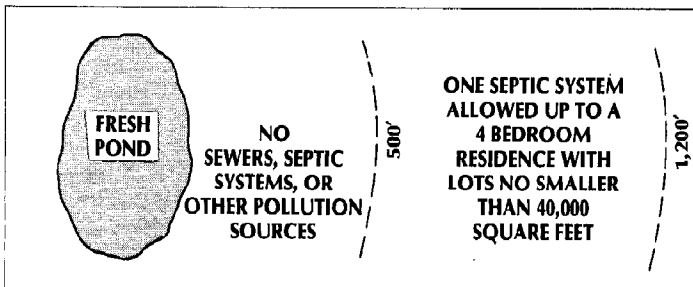 FRESH
POND
NO
SEWERS, SEPTIC
SYSTEMS, OR
OTHER POLLUTION
SOURCES
500'
ONE SEPTIC SYSTEM
ALLOWED UP TO A
4 BEDROOM
RESIDENCE WITH
LOTS NO SMALLER
THAN 40,000
SQUARE FEET
1,200'